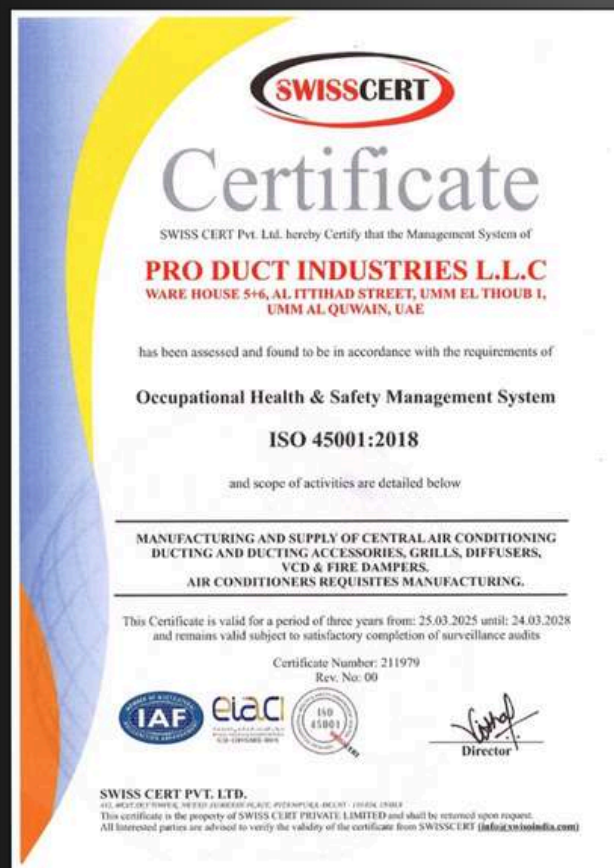 SWISSCERT
Certificate
SWISS CERT Pvt. Ltd. hereby Certify that the Management System of
PRO DUCT INDUSTRIES L.L.C
WARE HOUSE 5+6, AL ITTIHAD STREET, UMM EL THOUB 1,
UMM AL QUWAIN, UAE
has been assessed and found to be in accordance with the requirements of
Occupational Health & Safety Management System
ISO 45001:2018
and scope of activities are detailed below
MANUFACTURING AND SUPPLY OF CENTRAL AIR CONDITIONING
DUCTING AND DUCTING ACCESSORIES, GRILLS, DIFFUSERS,
VCD & FIRE DAMPERS.
AIR CONDITIONERS REQUISITES MANUFACTURING.
This Certificate is valid for a period of three years from: 25.03.2025 until: 24.03.2028
and remains valid subject to satisfactory completion of surveillance audits
Certificate Number: 211979
Rev. No: 00
IAF
eiaci
ISO
45001
Director
SWISS CERT PVT. LTD.
This certificate is the property of SWISS CERT PRIVATE LIMITED and shall be returned upon request.
All Interested parties are advised to verify the validity of the certificate from SWISSCERT (info@swissindia.com)